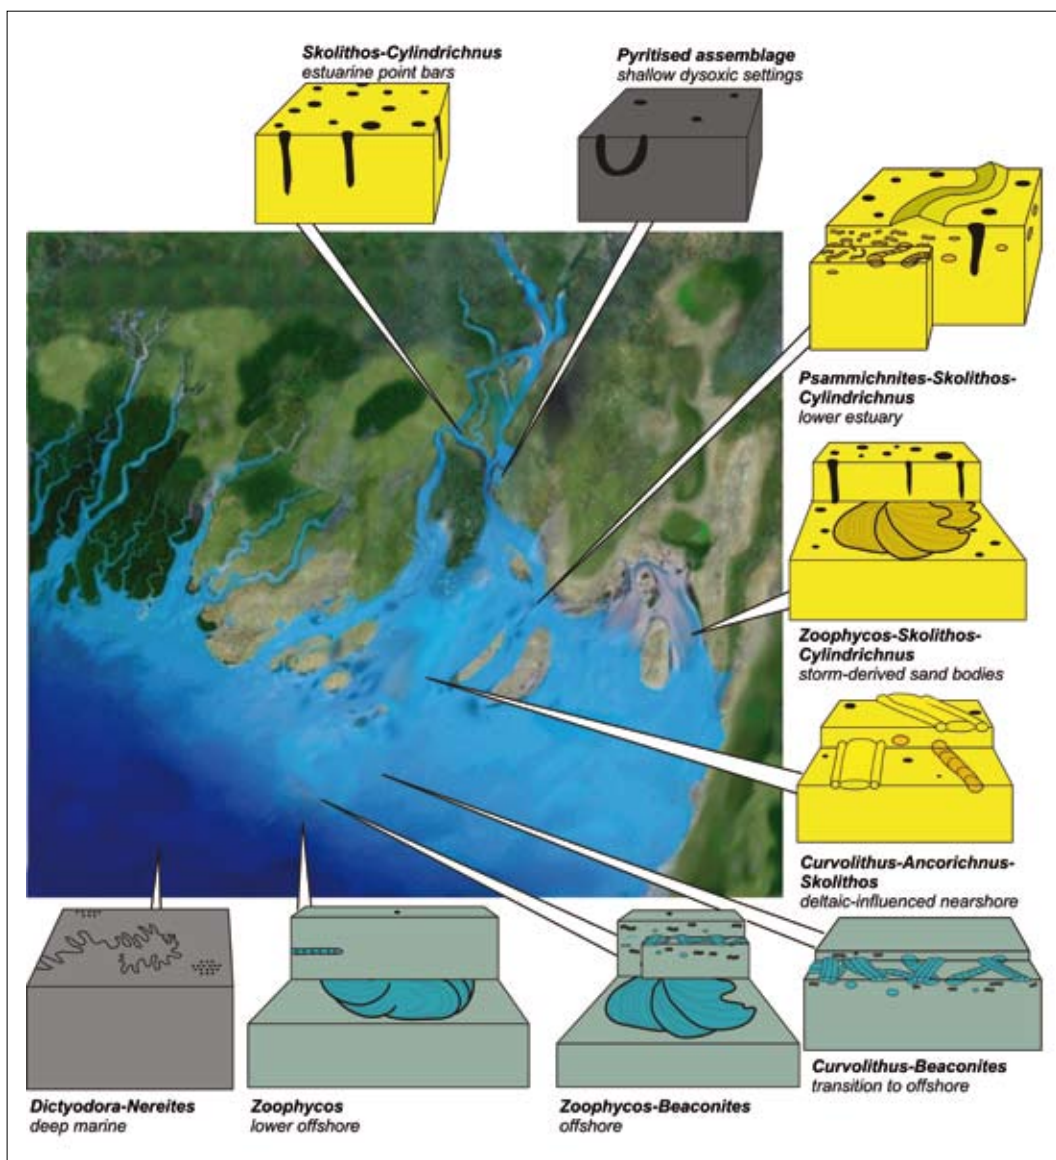 Skolithos-Cylindrichnus
estuarine point bars
Pyritised assemblage
shallow dysoxic settings
Psammichnites-Skolithos-
Cylindrichnus
lower estuary
Zoophycos-Skolithos-
Cylindrichnus
storm-derived sand bodies
Curvolithus-Ancorichnus-
Skolithos
deltaic-influenced nearshore
Curvolithus-Beaconites
transition to offshore
Zoophycos-Beaconites
offshore
Zoophycos
lower offshore
Dictyodora-Nereites
deep marine